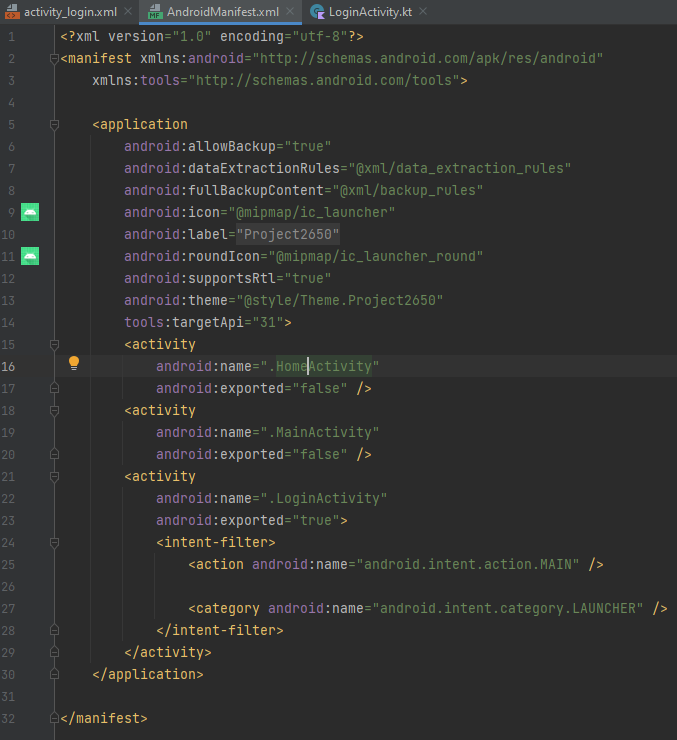 activity_login.xml AndroidManifest.xml LoginActivity.kt
1 <?xml version="1.0" encoding="utf-8"?>
2 <manifest xmlns:android="http://schemas.android.com/apk/res/android"
3     xmlns:tools="http://schemas.android.com/tools">
4
5     <application
6         android:allowBackup="true"
7         android:dataExtractionRules="@xml/data_extraction_rules"
8         android:fullBackupContent="@xml/backup_rules"
9         android:icon="@mipmap/ic_launcher"
10         android:label="Project2650"
11         android:roundIcon="@mipmap/ic_launcher_round"
12         android:supportsRtl="true"
13         android:theme="@style/Theme.Project2650"
14         tools:targetApi="31">
15         <activity
16             android:name=".HomeActivity"
17             android:exported="false" />
18         <activity
19             android:name=".MainActivity"
20             android:exported="false" />
21         <activity
22             android:name=".LoginActivity"
23             android:exported="true">
24             <intent-filter>
25                 <action android:name="android.intent.action.MAIN" />
26
27                 <category android:name="android.intent.category.LAUNCHER" />
28             </intent-filter>
29         </activity>
30     </application>
31
32 </manifest>